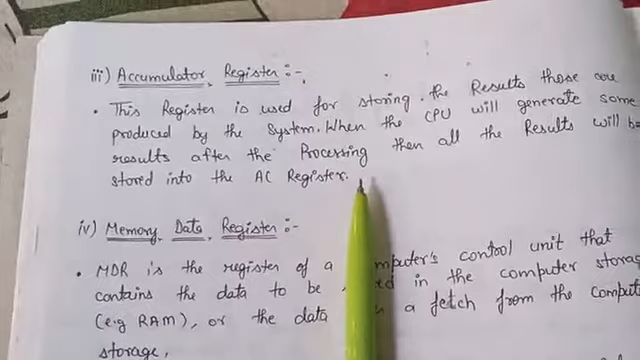 iii) Accumulator Register :-
• This Register is used for storing the Results those are
produced by the System. When the CPU will generate some
results after the Processing then all the Results will be
stored into the AC Register.
iv) Memory Data Register :-
• MDR is the register of a computer's control unit that
contains the data to be in the computer storage
(e.g RAM), or the data a fetch from the comput
storage,